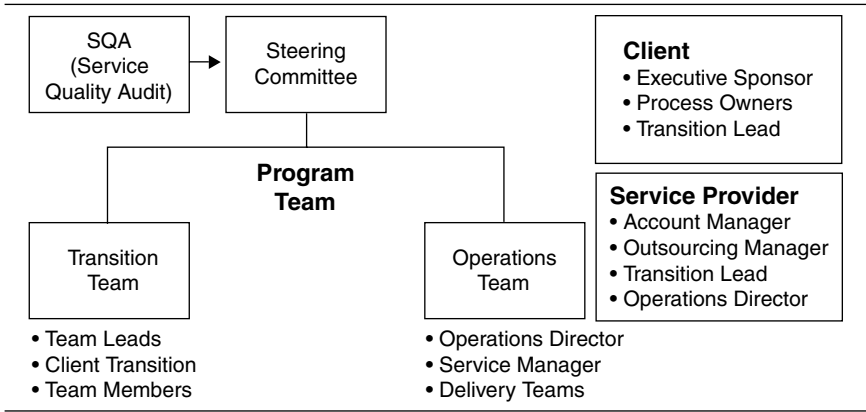 SQA
(Service
Quality Audit)
Steering
Committee
Program
Team
Transition
Team
• Team Leads
• Client Transition
• Team Members
Operations
Team
• Operations Director
• Service Manager
• Delivery Teams
Client
• Executive Sponsor
• Process Owners
• Transition Lead
Service Provider
• Account Manager
• Outsourcing Manager
• Transition Lead
• Operations Director